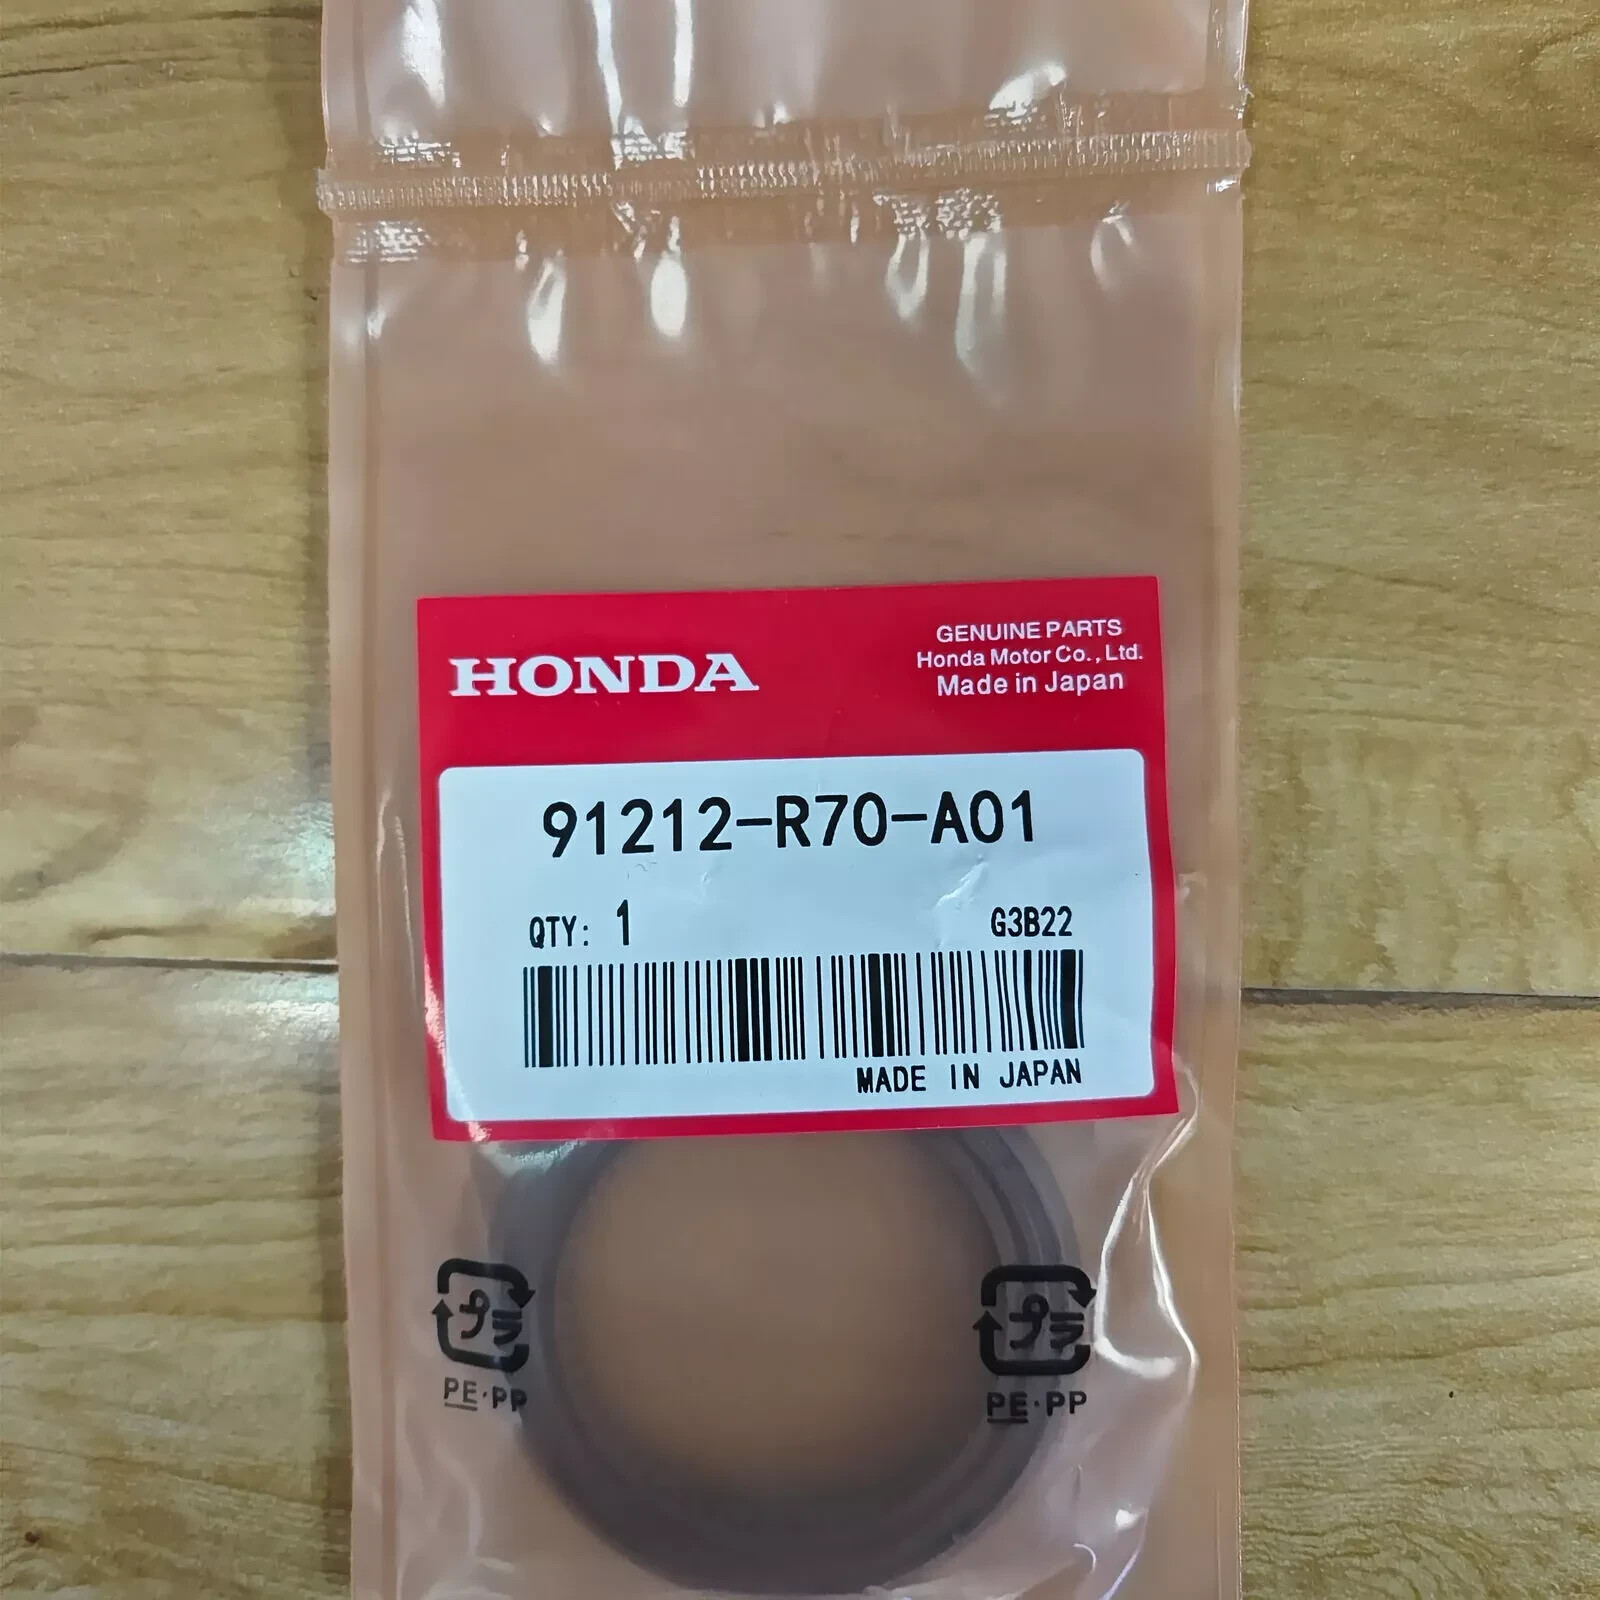 HONDA
GENUINE PARTS
Honda Motor Co., Ltd.
Made in Japan
91212-R70-A01
QTY: 1
G3B22
MADE IN JAPAN
プラ
PE・PP
プラ
PE・PP